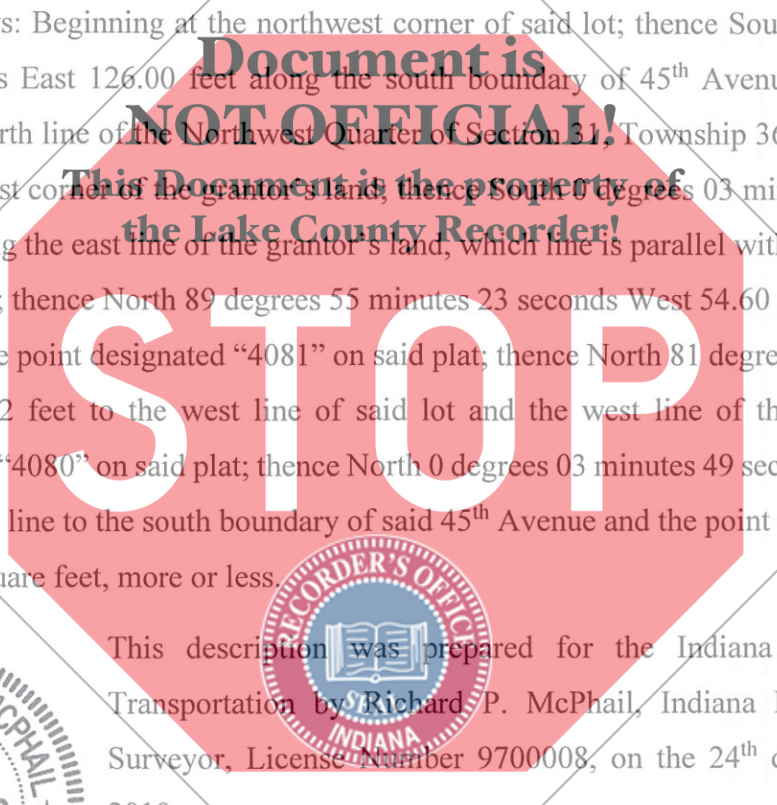 s: Beginning at the northwest corner of said lot; thence Sou
Document is
s East 126.00 feet along the south boundary of 45th Avenu
NOT OFFICIAL!
rth line of the Northwest Quarter of Section 31, Township 36
This Document is the property of
st corner of the grantor's land; thence South 0 degrees 03 mi
the Lake County Recorder!
g the east line of the grantor's land, which line is parallel with
; thence North 89 degrees 55 minutes 23 seconds West 54.60
STOP
e point designated “4081” on said plat; thence North 81 degre
2 feet to the west line of said lot and the west line of th
“4080” on said plat; thence North 0 degrees 03 minutes 49 sec
line to the south boundary of said 45th Avenue and the point
uare feet, more or less.
RECORDER'S OFFICE
This description was prepared for the Indiana
SEAL
Transportation by Richard P. McPhail, Indiana
INDIANA
Surveyor, License Number 9700008, on the 24th
CPHAIL